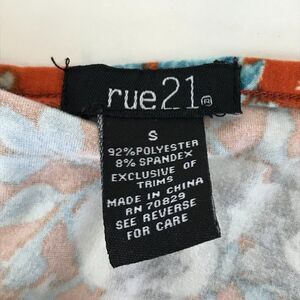 rue21®
S
92%POLYESTER
8% SPANDEX
EXCLUSIVE OF
TRIMS
MADE IN CHINA
RN 70829
SEE REVERSE
FOR CARE